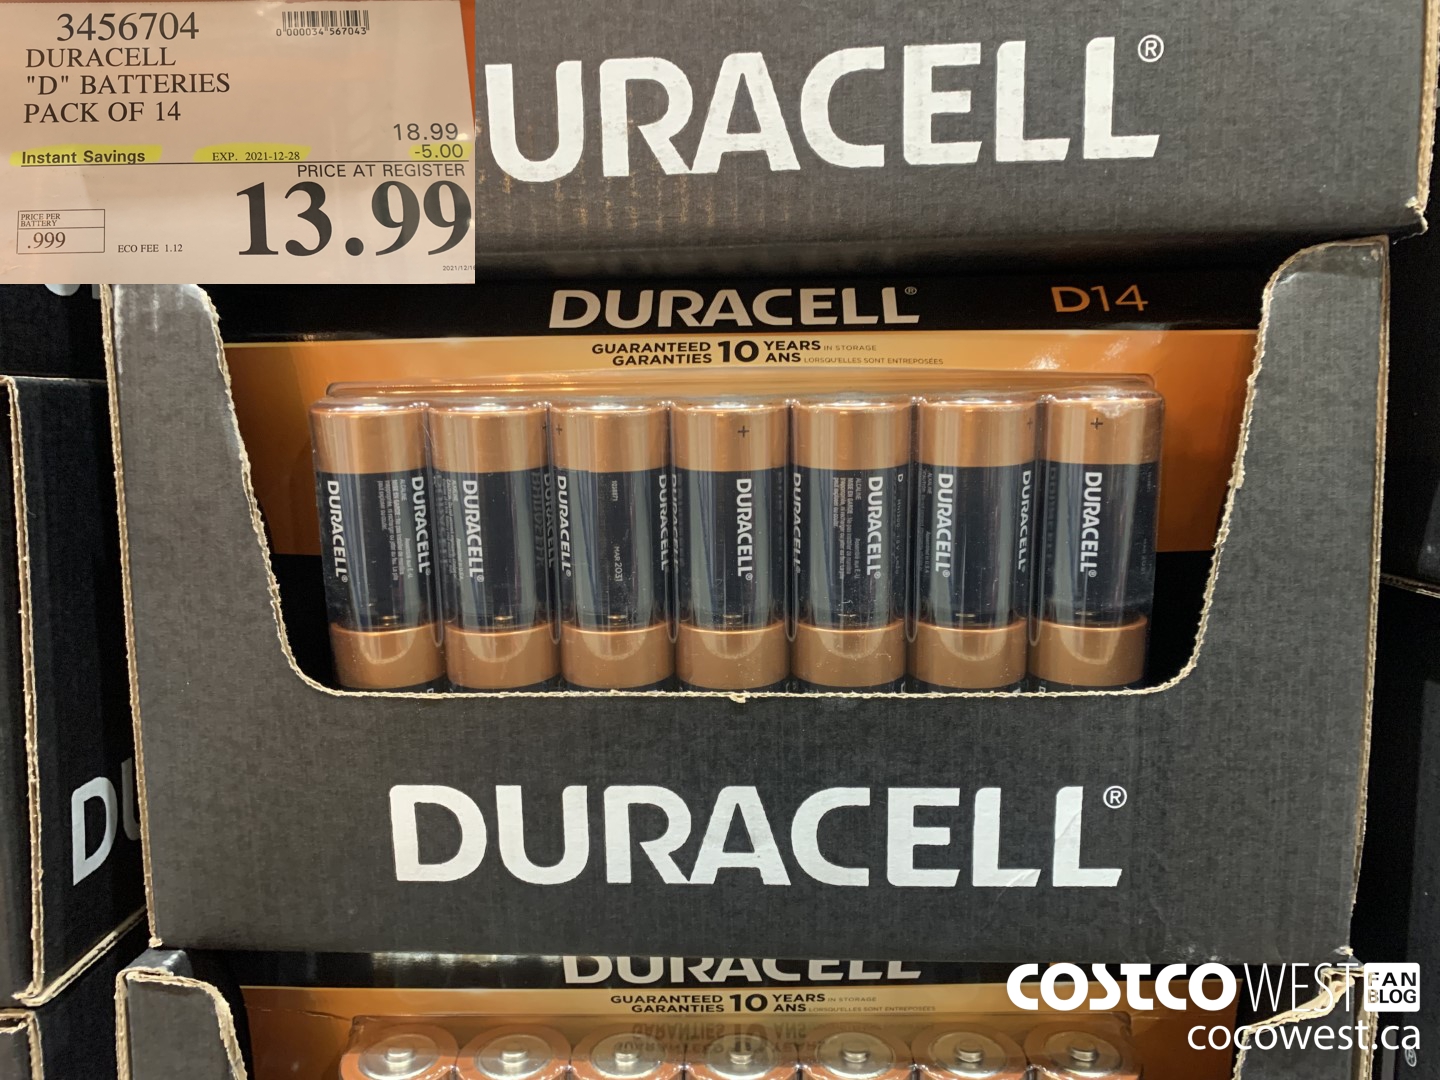 3456704
0"000034"567043"
DURACELL
"D" BATTERIES
PACK OF 14
18.99
Instant Savings EXP. 2021-12-28 -5.00
PRICE AT REGISTER
13.99
PRICE PER
BATTERY
.999
ECO FEE 1.12
URACELL®
DURACELL® D14
GUARANTEED 10 YEARS IN STORAGE
GARANTIES 10 ANS LORSQU'ELLES SONT ENTREPOSÉES
+ + + + +
DURACELL® DURACELL® DURACELL® DURACELL® DURACELL DURACELL® DURACELL DURACELL® DURACELL® DURACELL DURACELL®
MAR 2031
DURACELL®
DU
DURACELL
GUARANTEED 10 YEARS IN STORAGE
GARANTIES 10 ANS LORSQU'ELLES SONT ENTREPOSÉES
COSTCO WEST FAN BLOG
cocowest.ca